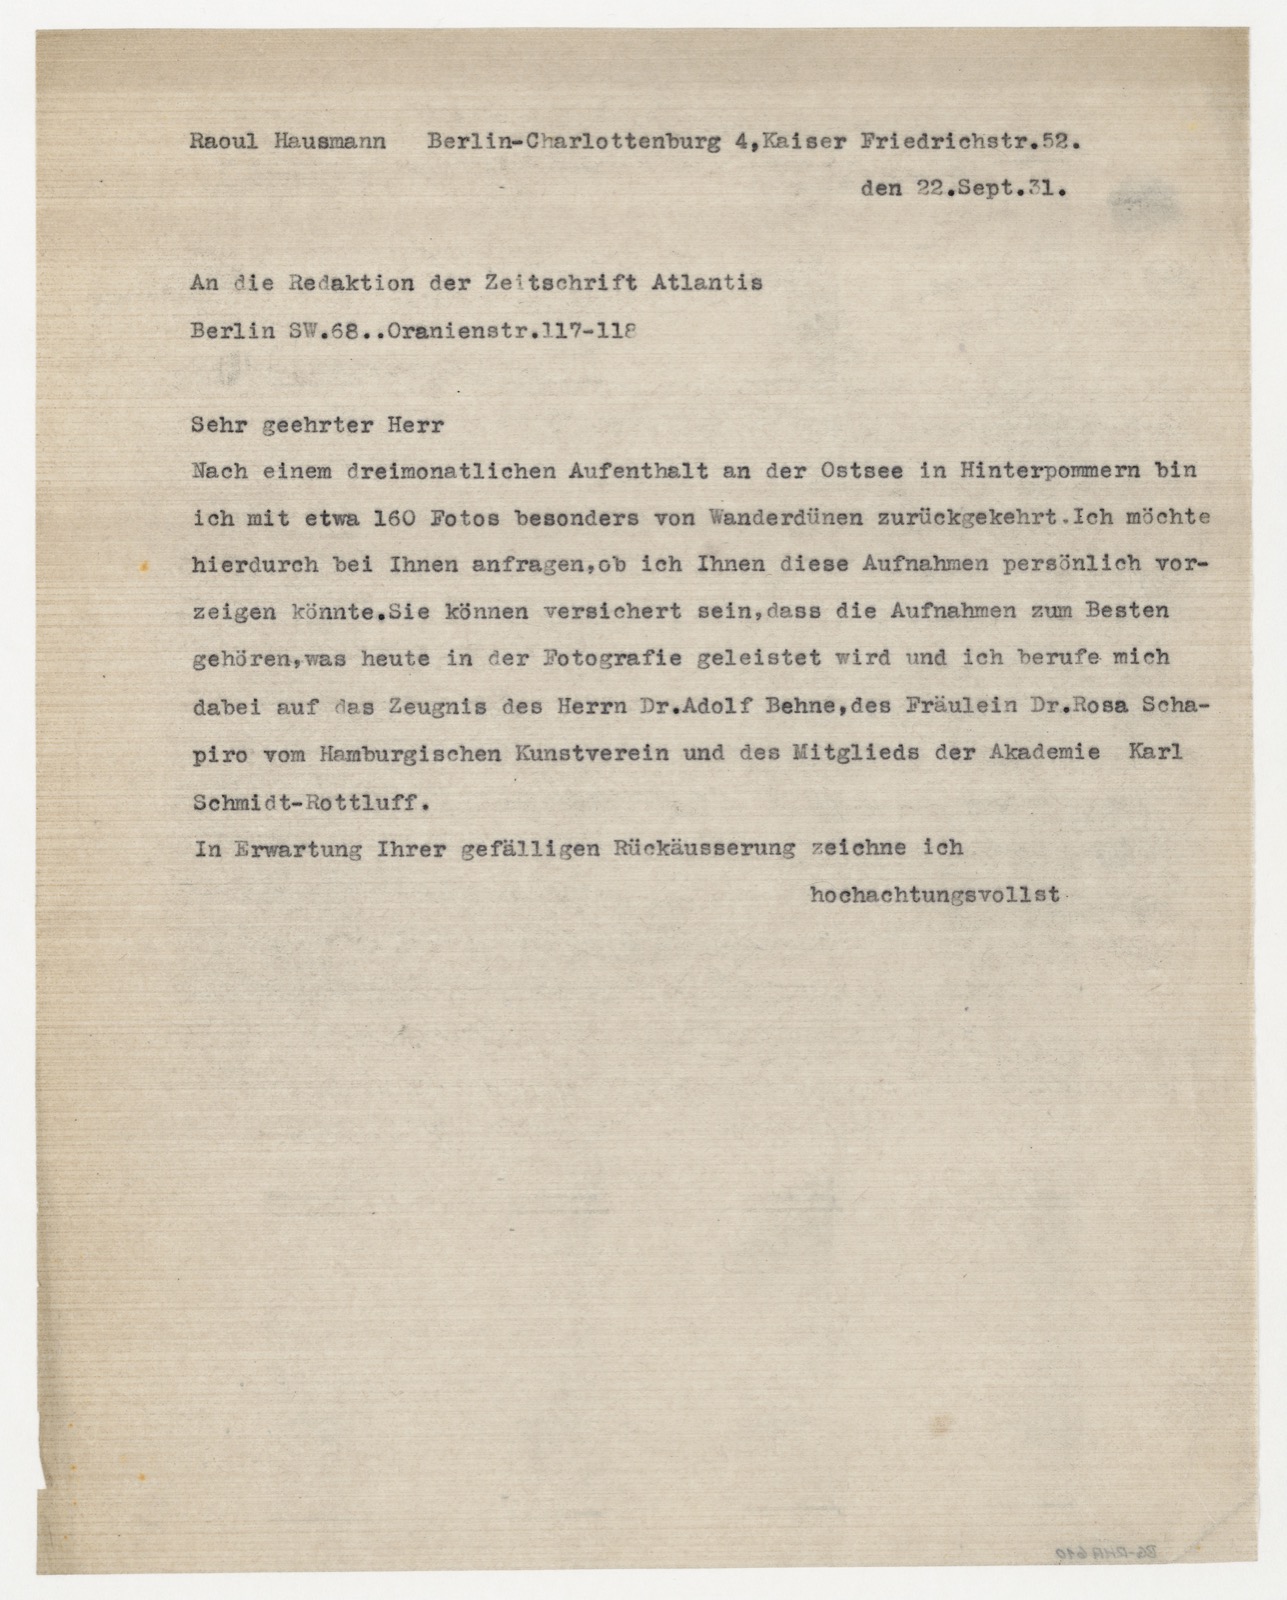 Raoul Hausmann   Berlin-Charlottenburg 4,Kaiser Friedrichstr.52.
den 22.Sept.31.
An die Redaktion der Zeitschrift Atlantis
Berlin SW.68..Oranienstr.117-118
Sehr geehrter Herr
Nach einem dreimonatlichen Aufenthalt an der Ostsee in Hinterpommern bin
ich mit etwa 160 Fotos besonders von Wanderdünen zurückgekehrt.Ich möchte
hierdurch bei Ihnen anfragen,ob ich Ihnen diese Aufnahmen persönlich vor-
zeigen könnte.Sie können versichert sein,dass die Aufnahmen zum Besten
gehören,was heute in der Fotografie geleistet wird und ich berufe mich
dabei auf das Zeugnis des Herrn Dr.Adolf Behne,des Fräulein Dr.Rosa Scha-
piro vom Hamburgischen Kunstverein und des Mitglieds der Akademie  Karl
Schmidt-Rottluff.
In Erwartung Ihrer gefälligen Rückäusserung zeichne ich
hochachtungsvollst
BG-RHA 610